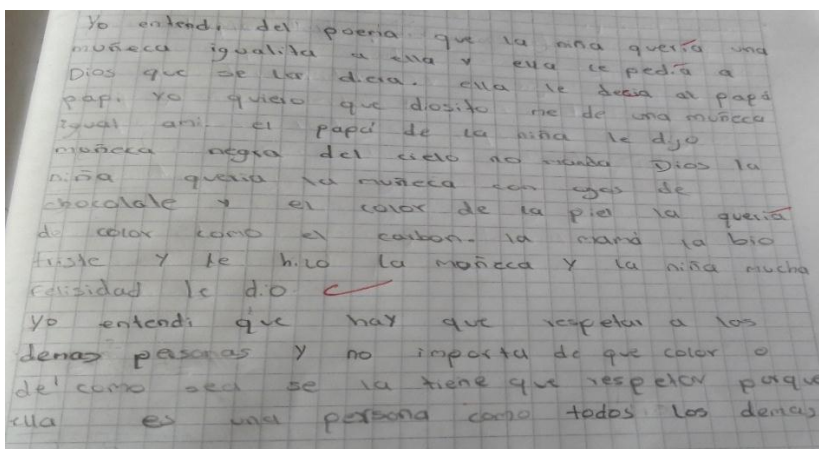 Yo entendi del poema que la niña quería una
muñeca igualita a ella y ella le pedía a
Dios que se la diera. ella le decia al papá
papi yo quiero que diosito me de una muñeca
igual ami el papá de la niña le dijo
muñeca negra del cielo no manda Dios la
niña queria la muñeca con ojos de
chocolate y el color de la piel la quería
de color como el carbon. la mamá la bio
triste y le hizo la moñeca y la niña mucha
felisidad le dio
yo entendi que hay que respetar a los
demas personas y no importa de que color o
de como sea se la tiene que respetar porque
ella es una persona como todos los demas